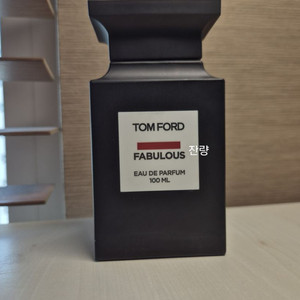 TOM FORD
FABULOUS
잔량
EAU DE PARFUM
100 ML